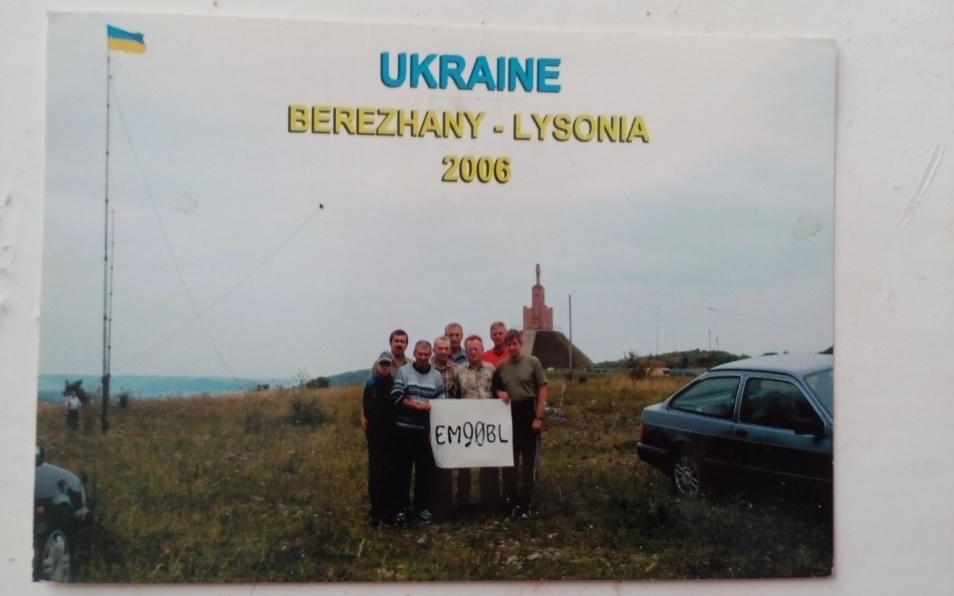 UKRAINE
BEREZHANY - LYSONIA
2006
EM90BL